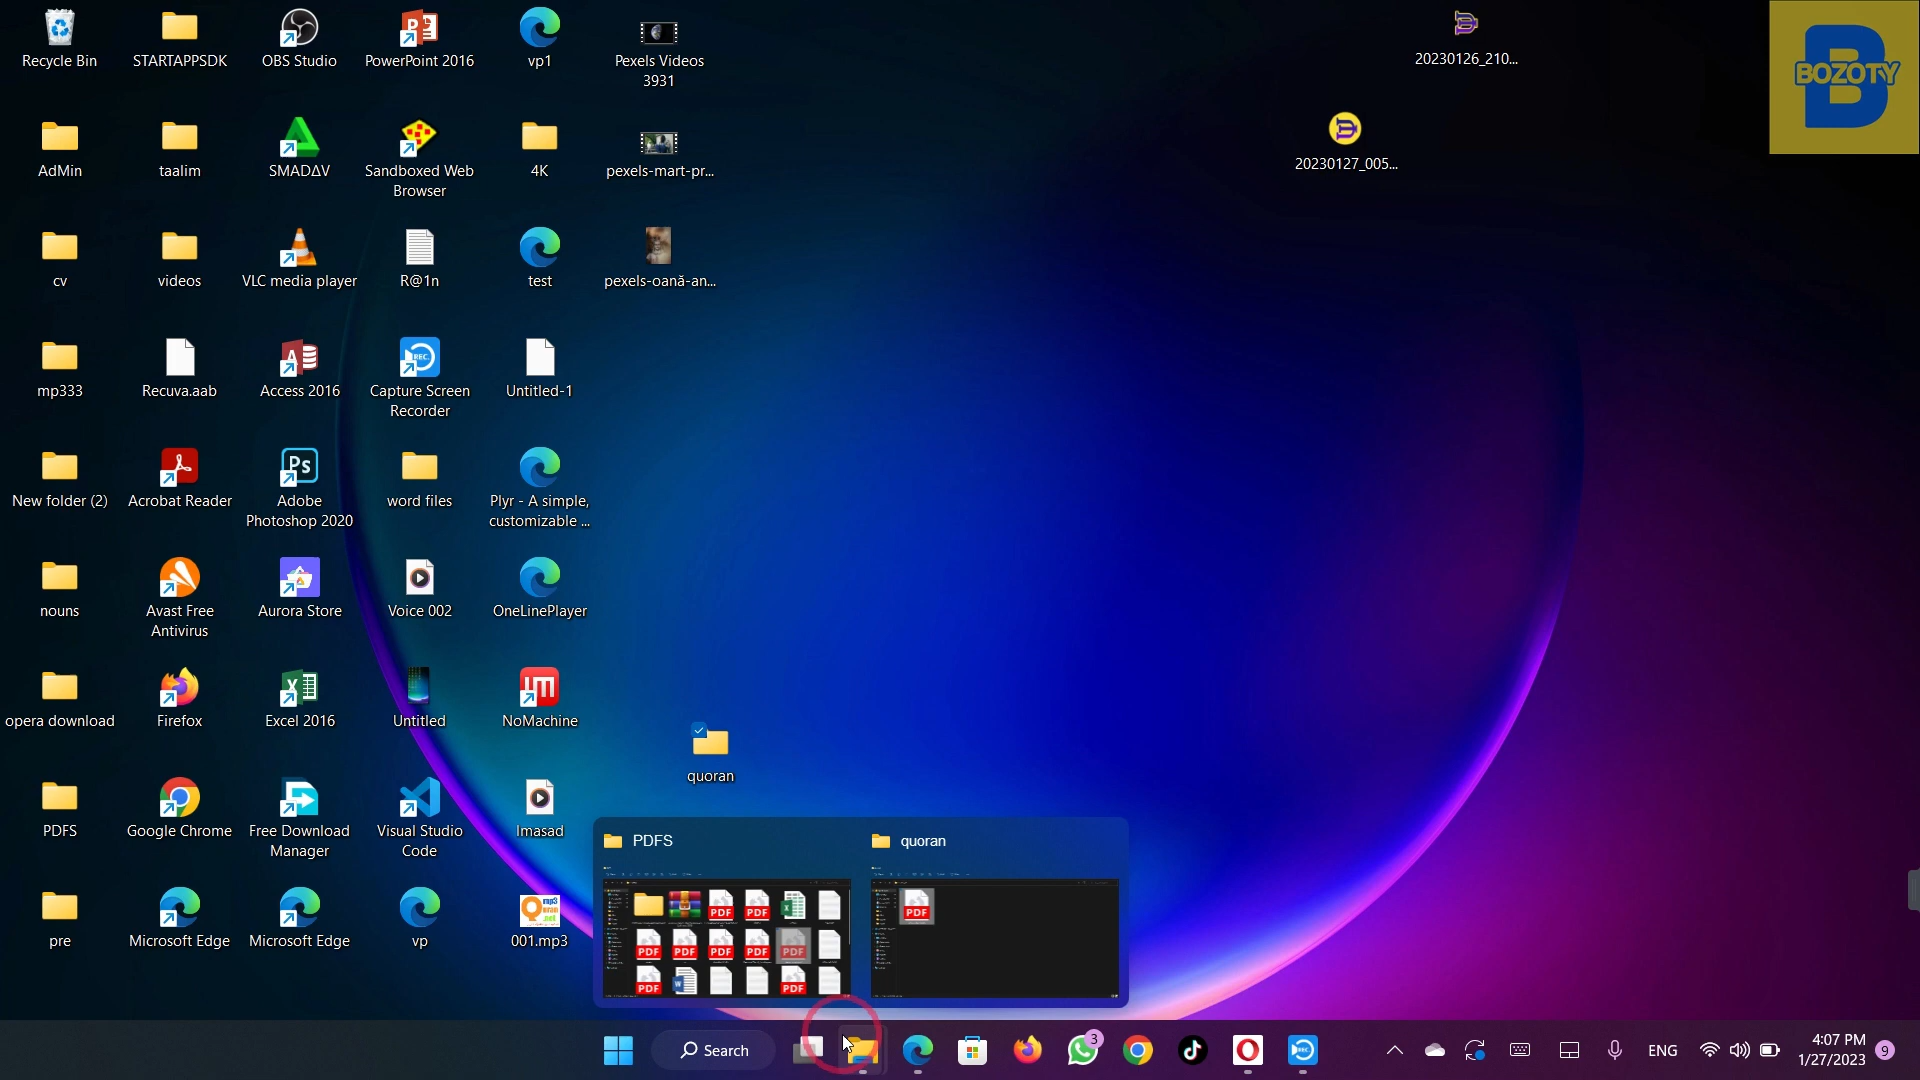 Recycle Bin
STARTAPPSDK
OBS Studio
PowerPoint 2016
vp1
Pexels Videos
3931
20230126_210...
BOZOTY
AdMin
taalim
SMADΔV
Sandboxed Web
Browser
4K
pexels-mart-pr...
20230127_005...
cv
videos
VLC media player
R@1n
test
pexels-oană-an...
mp333
Recuva.aab
Access 2016
Capture Screen
Recorder
Untitled-1
New folder (2)
Acrobat Reader
Adobe
Photoshop 2020
word files
Plyr - A simple,
customizable ...
nouns
Avast Free
Antivirus
Aurora Store
Voice 002
OneLinePlayer
opera download
Firefox
Excel 2016
Untitled
NoMachine
quoran
PDFS
Google Chrome
Free Download
Manager
Visual Studio
Code
Imasad
pre
Microsoft Edge
Microsoft Edge
vp
001.mp3
PDFS
quoran
Search
3
ENG
4:07 PM
1/27/2023
9